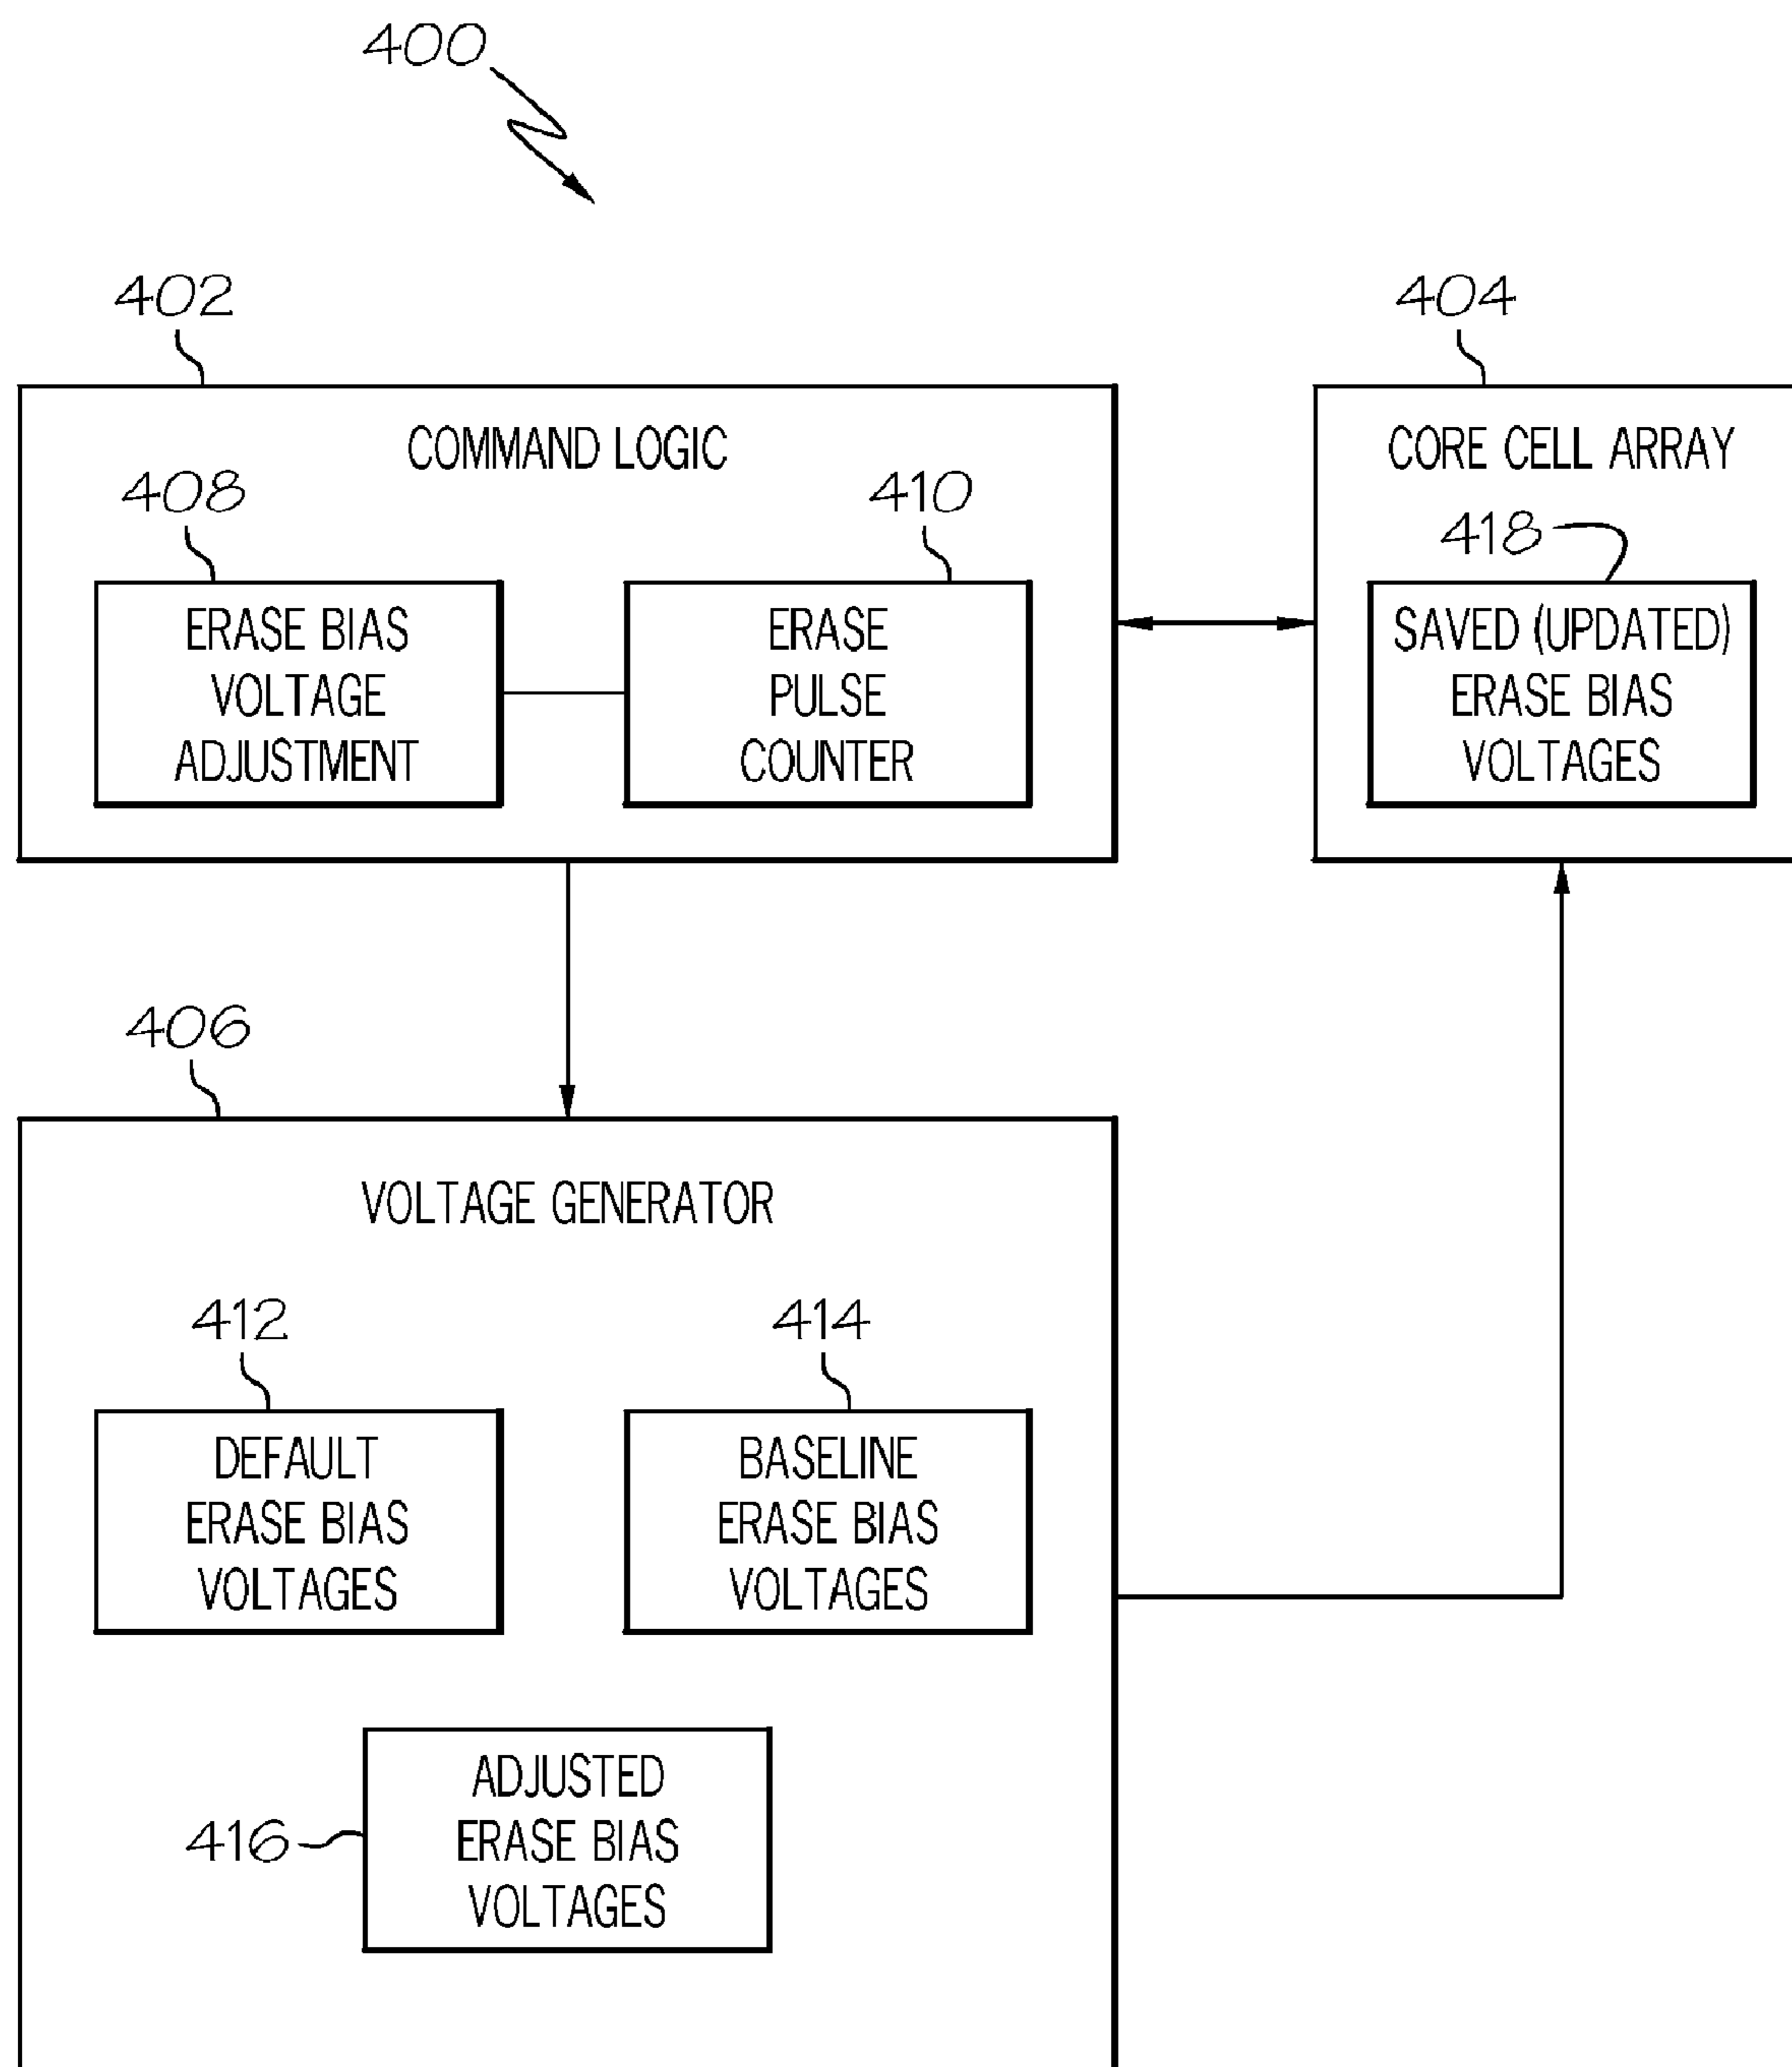 400
402
404
COMMAND LOGIC
CORE CELL ARRAY
408
410
418
ERASE BIAS
VOLTAGE
ADJUSTMENT
ERASE
PULSE
COUNTER
SAVED (UPDATED)
ERASE BIAS
VOLTAGES
406
VOLTAGE GENERATOR
412
414
DEFAULT
ERASE BIAS
VOLTAGES
BASELINE
ERASE BIAS
VOLTAGES
416
ADJUSTED
ERASE BIAS
VOLTAGES